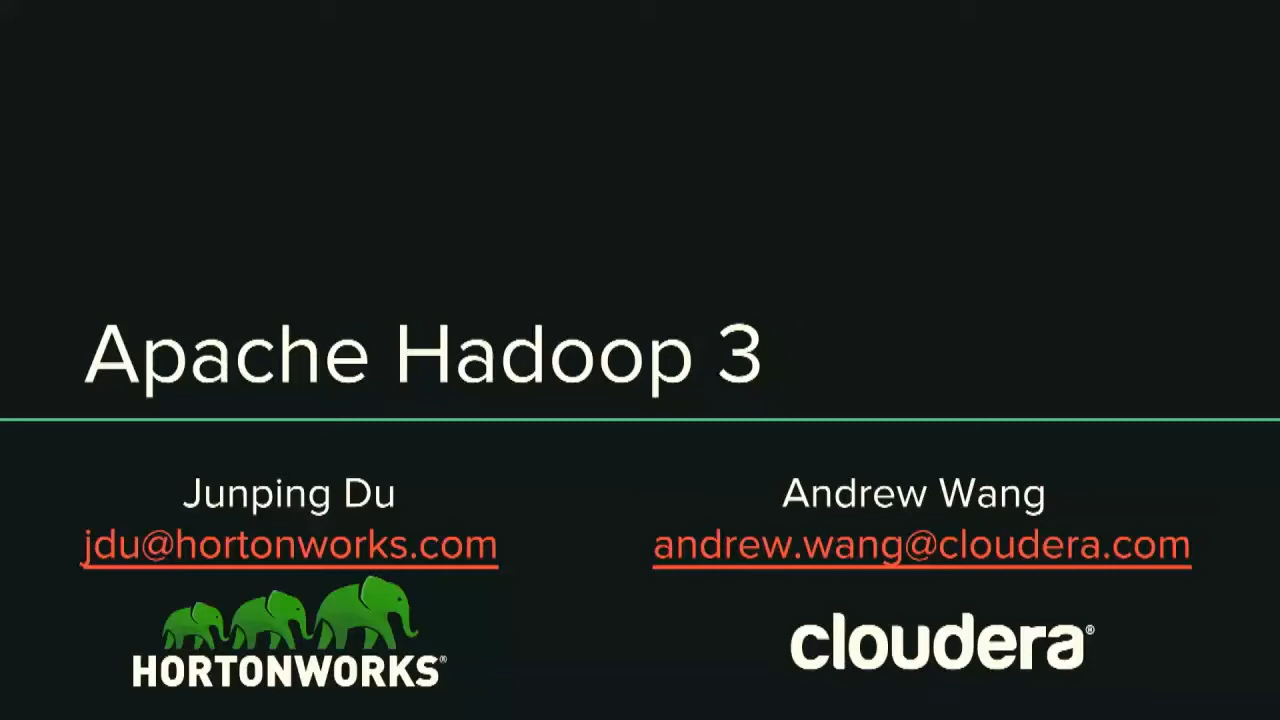 Apache Hadoop 3
Junping Du
jdu@hortonworks.com
HORTONWORKS®
Andrew Wang
andrew.wang@cloudera.com
cloudera®